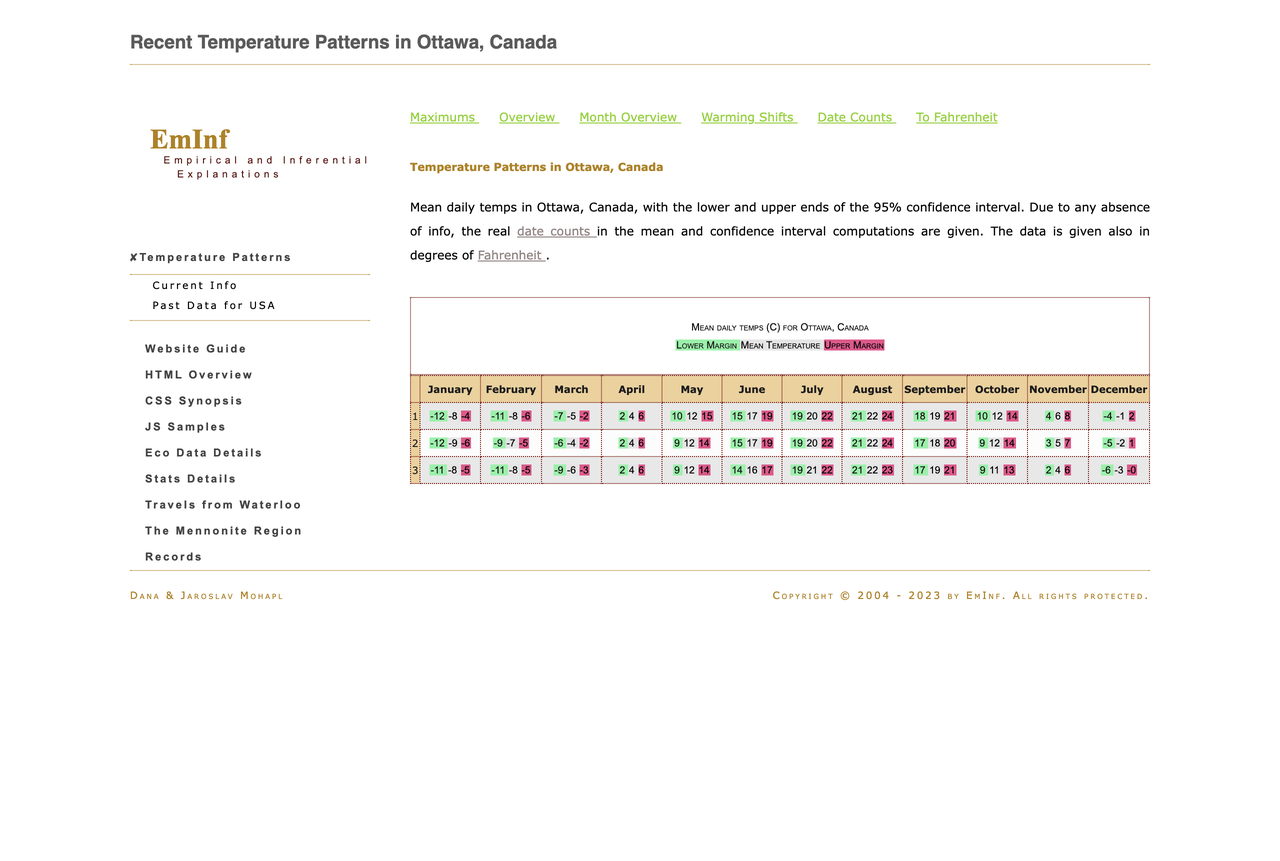 Recent Temperature Patterns in Ottawa, Canada
EmInf
Empirical and Inferential
Explanations
✘Temperature Patterns
Current Info
Past Data for USA
Website Guide
HTML Overview
CSS Synopsis
JS Samples
Eco Data Details
Stats Details
Travels from Waterloo
The Mennonite Region
Records
Maximums Overview Month Overview Warming Shifts Date Counts To Fahrenheit
Temperature Patterns in Ottawa, Canada
Mean daily temps in Ottawa, Canada, with the lower and upper ends of the 95% confidence interval. Due to any absence
of info, the real date counts in the mean and confidence interval computations are given. The data is given also in
degrees of Fahrenheit .
Mean daily temps (C) for Ottawa, Canada
Lower Margin Mean Temperature Upper Margin
January February March April May June July August September October November December
1 -12 -8 -4 -11 -8 -6 -7 -5 -2 2 4 6 10 12 15 15 17 19 19 20 22 21 22 24 18 19 21 10 12 14 4 6 8 -4 -1 2
2 -12 -9 -6 -9 -7 -5 -6 -4 -2 2 4 6 9 12 14 15 17 19 19 20 22 21 22 24 17 18 20 9 12 14 3 5 7 -5 -2 1
3 -11 -8 -5 -11 -8 -5 -9 -6 -3 2 4 6 9 12 14 14 16 17 19 21 22 21 22 23 17 19 21 9 11 13 2 4 6 -6 -3 -0
Dana & Jaroslav Mohapl
Copyright © 2004 - 2023 by EmInf. All rights protected.